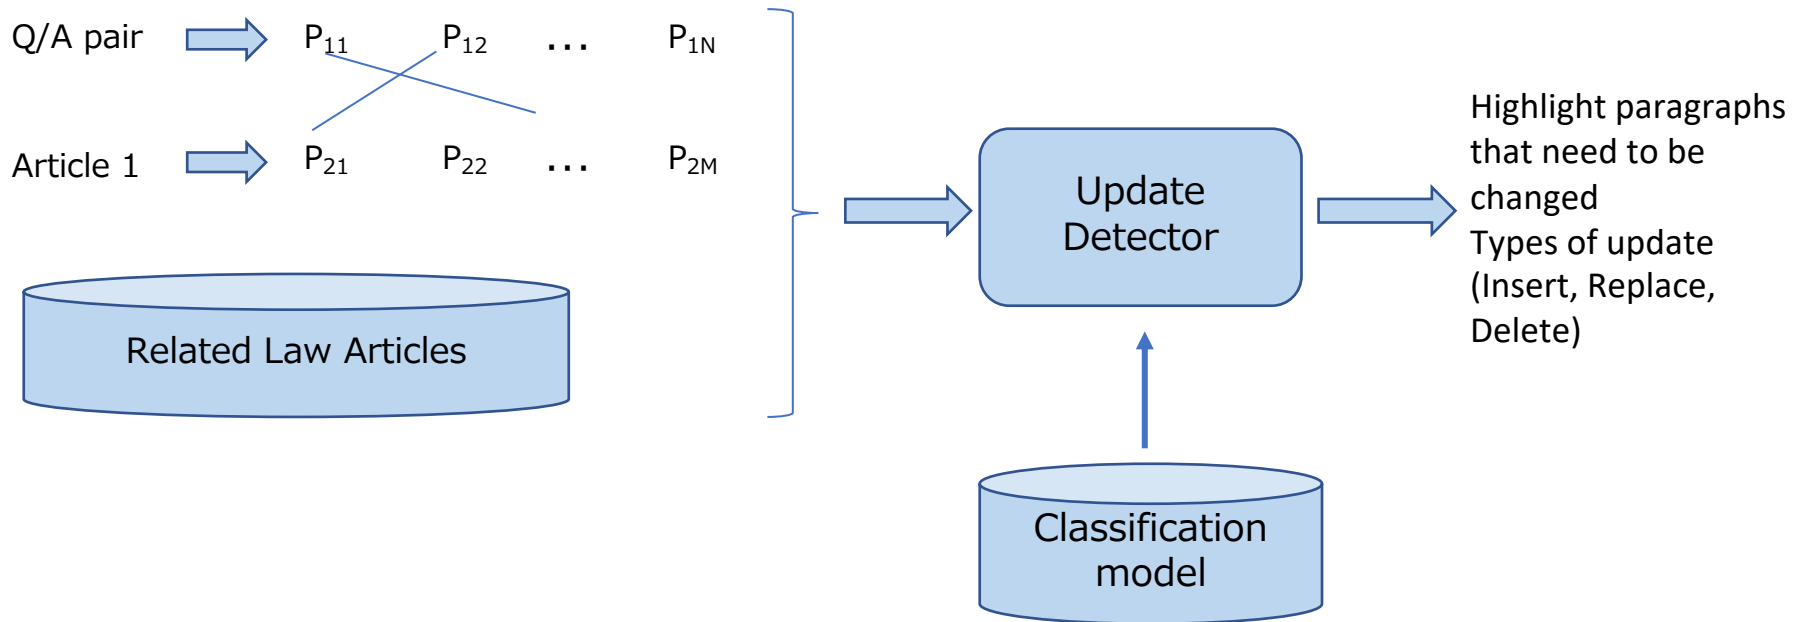 Q/A pair P₁₁ P₁₂ ... P₁N
Article 1 P₂₁ P₂₂ ... P₂M
Related Law Articles
Update
Detector
Classification
model
Highlight paragraphs
that need to be
changed
Types of update
(Insert, Replace,
Delete)